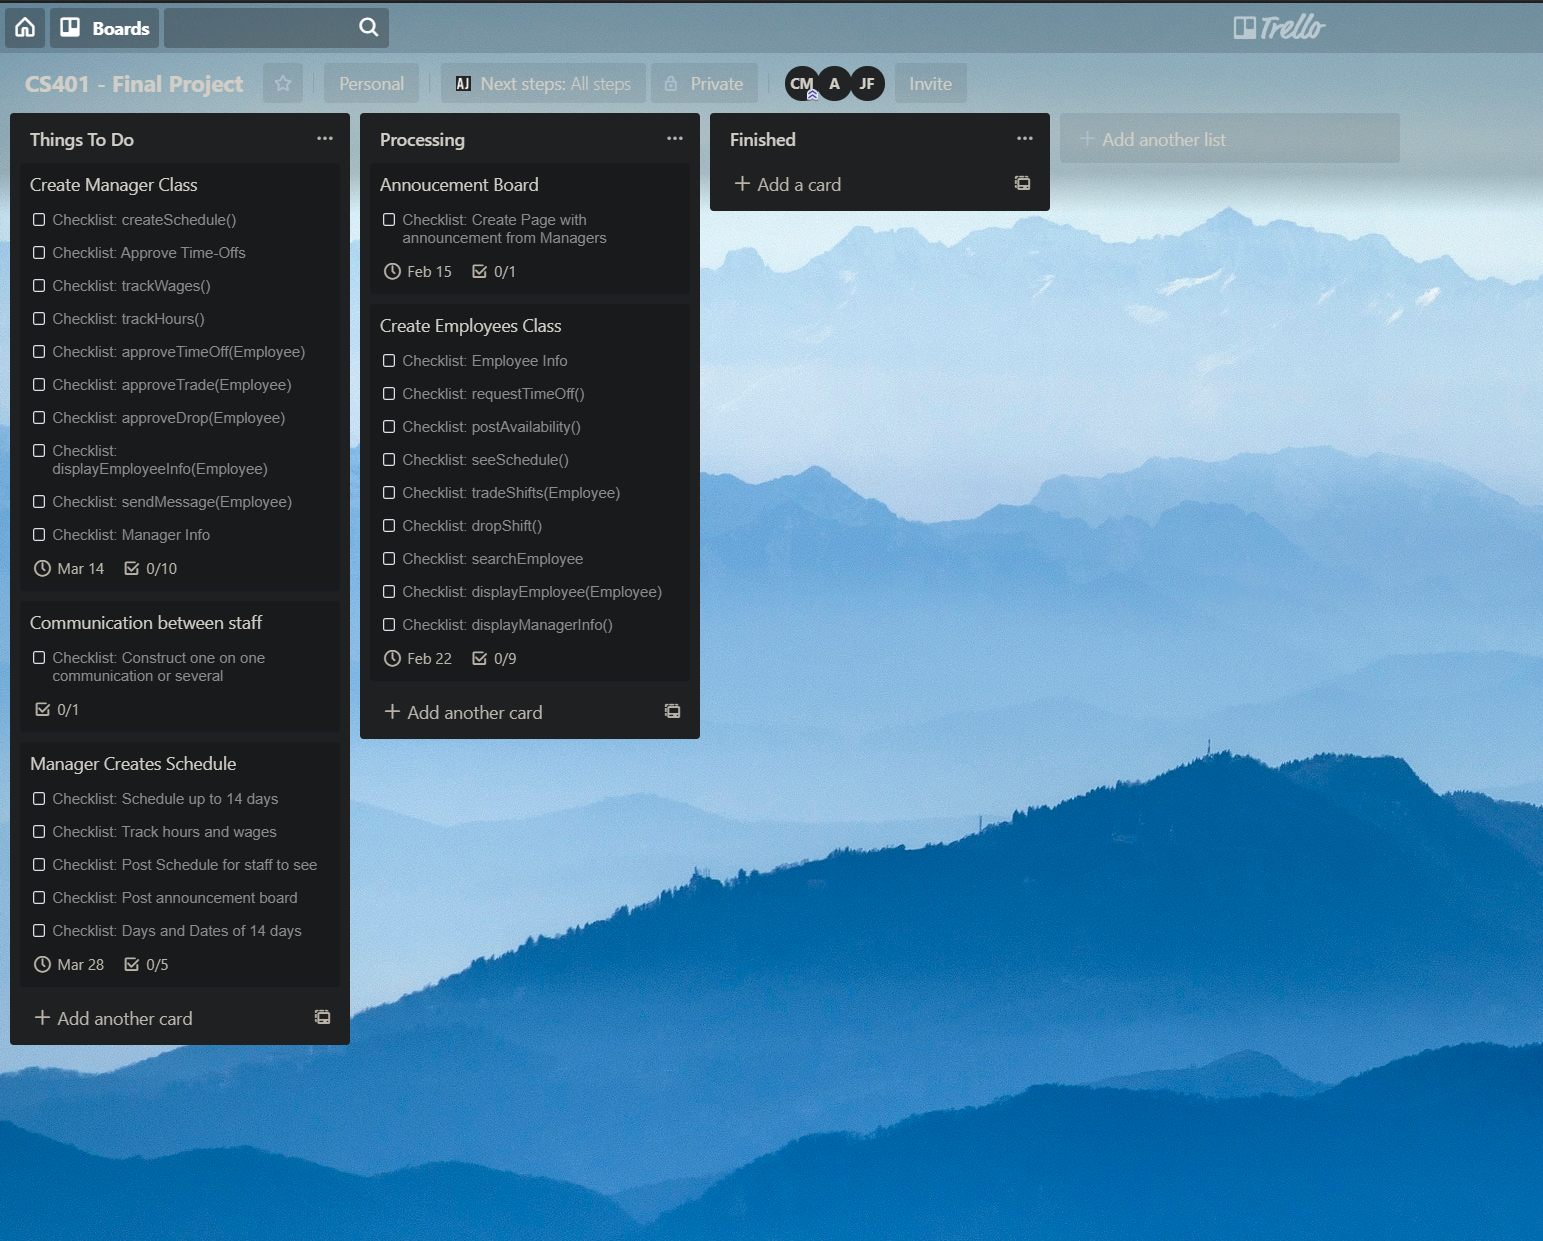 Boards
Trello
CS401 - Final Project
Personal
AJ Next steps: All steps
Private
CM
A
JF
Invite
Things To Do
Create Manager Class
Checklist: createSchedule()
Checklist: Approve Time-Offs
Checklist: trackWages()
Checklist: trackHours()
Checklist: approveTimeOff(Employee)
Checklist: approveTrade(Employee)
Checklist: approveDrop(Employee)
Checklist:
displayEmployeeInfo(Employee)
Checklist: sendMessage(Employee)
Checklist: Manager Info
Mar 14 0/10
Communication between staff
Checklist: Construct one on one
communication or several
0/1
Manager Creates Schedule
Checklist: Schedule up to 14 days
Checklist: Track hours and wages
Checklist: Post Schedule for staff to see
Checklist: Post announcement board
Checklist: Days and Dates of 14 days
Mar 28 0/5
+ Add another card
Processing
Annoucement Board
Checklist: Create Page with
announcement from Managers
Feb 15 0/1
Create Employees Class
Checklist: Employee Info
Checklist: requestTimeOff()
Checklist: postAvailability()
Checklist: seeSchedule()
Checklist: tradeShifts(Employee)
Checklist: dropShift()
Checklist: searchEmployee
Checklist: displayEmployee(Employee)
Checklist: displayManagerInfo()
Feb 22 0/9
+ Add another card
Finished
+ Add a card
+ Add another list